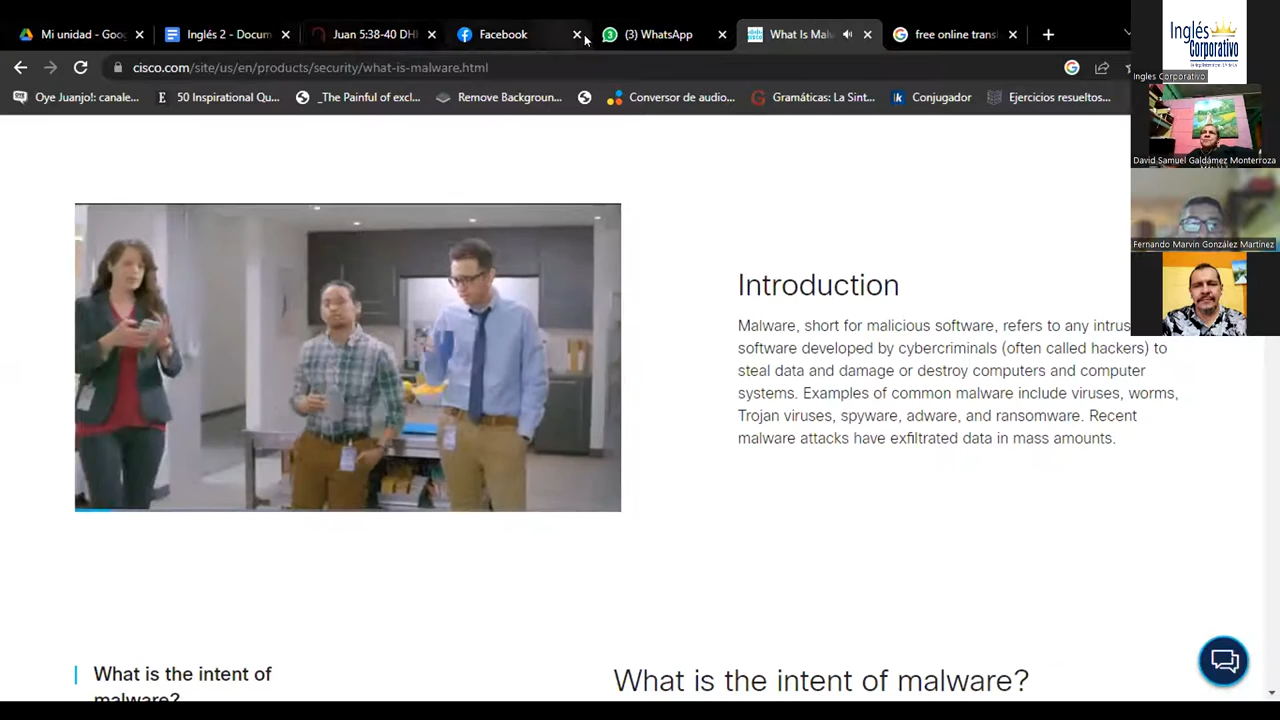 Mi unidad - Goo
Inglés 2 - Docum
Juan 5:38-40 DH
Facebook
(3) WhatsApp
What Is Malw
free online trans
cisco.com/site/us/en/products/security/what-is-malware.html
Oye Juanjo!: canale...
50 Inspirational Qu...
_The Painful of excl...
Remove Backgroun...
Conversor de audio...
Gramáticas: La Sint...
Conjugador
Ejercicios resueltos...
Inglés
Corporativo
Ingles Corporativo
David Samuel Galdámez Monterroza
Fernando Marvin González Martínez
Introduction
Malware, short for malicious software, refers to any intrus
software developed by cybercriminals (often called hackers) to
steal data and damage or destroy computers and computer
systems. Examples of common malware include viruses, worms,
Trojan viruses, spyware, adware, and ransomware. Recent
malware attacks have exfiltrated data in mass amounts.
What is the intent of
malware?
What is the intent of malware?